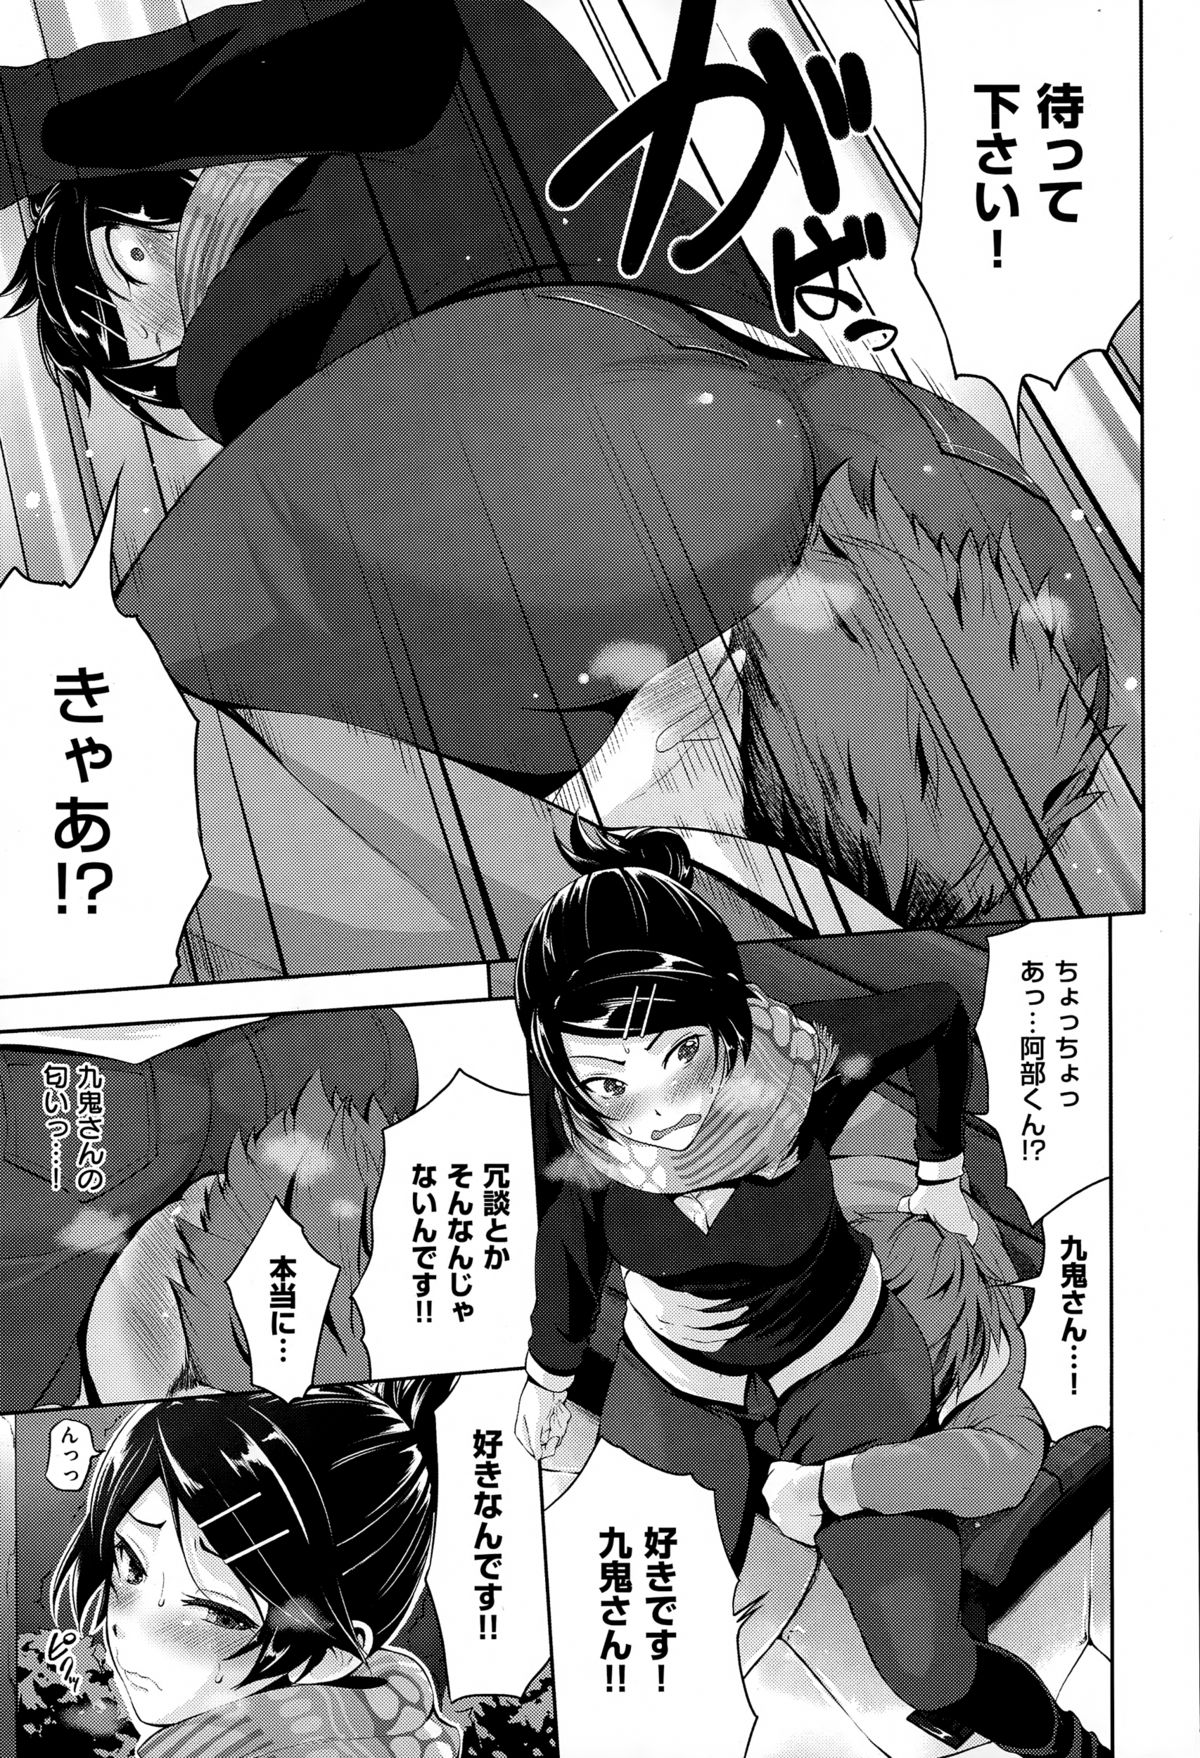 待って
下さい！
がばっ
きゃあ!?
ちょっちょっ
あっ…阿部くん!?
九鬼さん…！
冗談とか
そんなんじゃ
ないんです!!
九鬼さんの
匂いっ…！
本当に…
好きです！
九鬼さん!!
好きなんです!!
んっっ
ピクッ